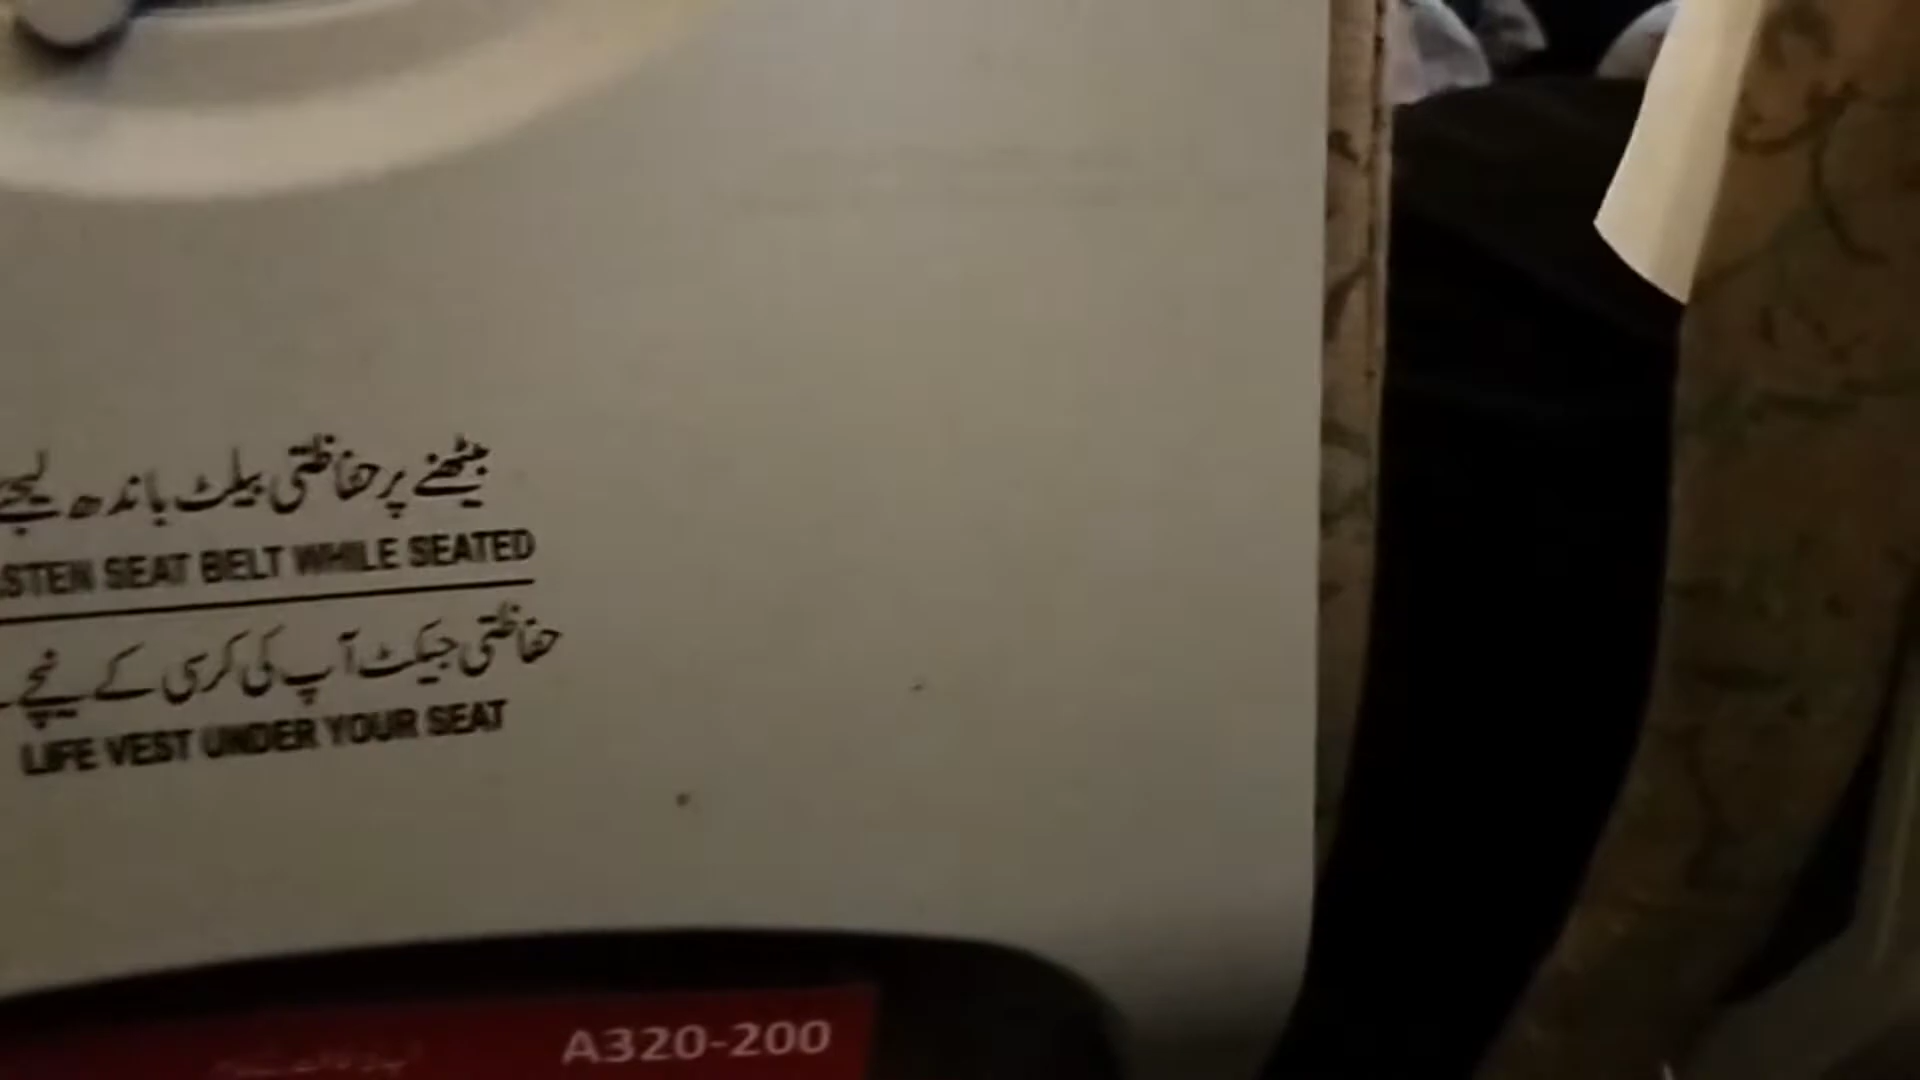 بیٹھنے پر حفاظتی بیلٹ باندھ لیجئے
STEN SEAT BELT WHILE SEATED
حفاظتی جیکٹ آپ کی کرسی کے نیچے
LIFE VEST UNDER YOUR SEAT
A320-200